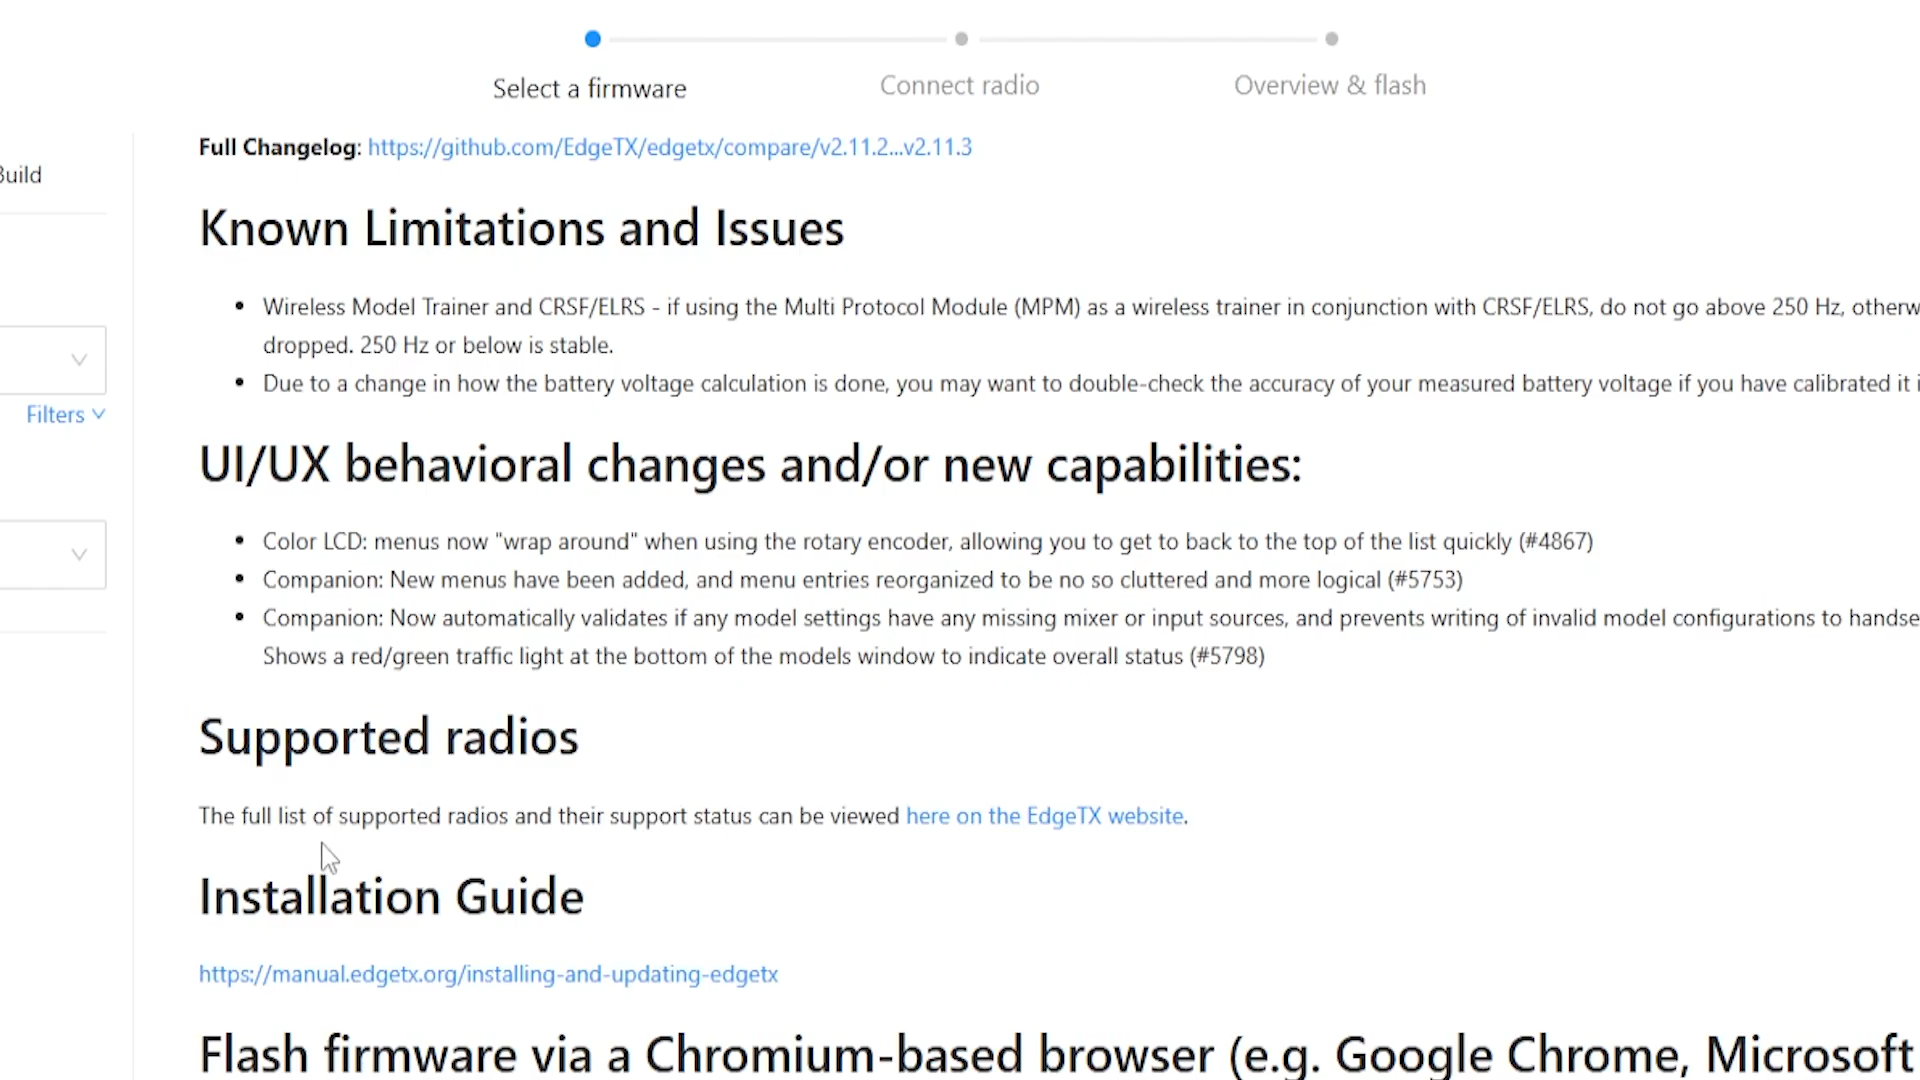 Select a firmware
Connect radio
Overview & flash
Full Changelog: https://github.com/EdgeTX/edgetx/compare/v2.11.2...v2.11.3
Build
Known Limitations and Issues
Wireless Model Trainer and CRSF/ELRS - if using the Multi Protocol Module (MPM) as a wireless trainer in conjunction with CRSF/ELRS, do not go above 250 Hz, otherw
dropped. 250 Hz or below is stable.
Due to a change in how the battery voltage calculation is done, you may want to double-check the accuracy of your measured battery voltage if you have calibrated it i
Filters
UI/UX behavioral changes and/or new capabilities:
Color LCD: menus now "wrap around" when using the rotary encoder, allowing you to get to back to the top of the list quickly (#4867)
Companion: New menus have been added, and menu entries reorganized to be no so cluttered and more logical (#5753)
Companion: Now automatically validates if any model settings have any missing mixer or input sources, and prevents writing of invalid model configurations to handse
Shows a red/green traffic light at the bottom of the models window to indicate overall status (#5798)
Supported radios
The full list of supported radios and their support status can be viewed here on the EdgeTX website.
Installation Guide
https://manual.edgetx.org/installing-and-updating-edgetx
Flash firmware via a Chromium-based browser (e.g. Google Chrome, Microsoft